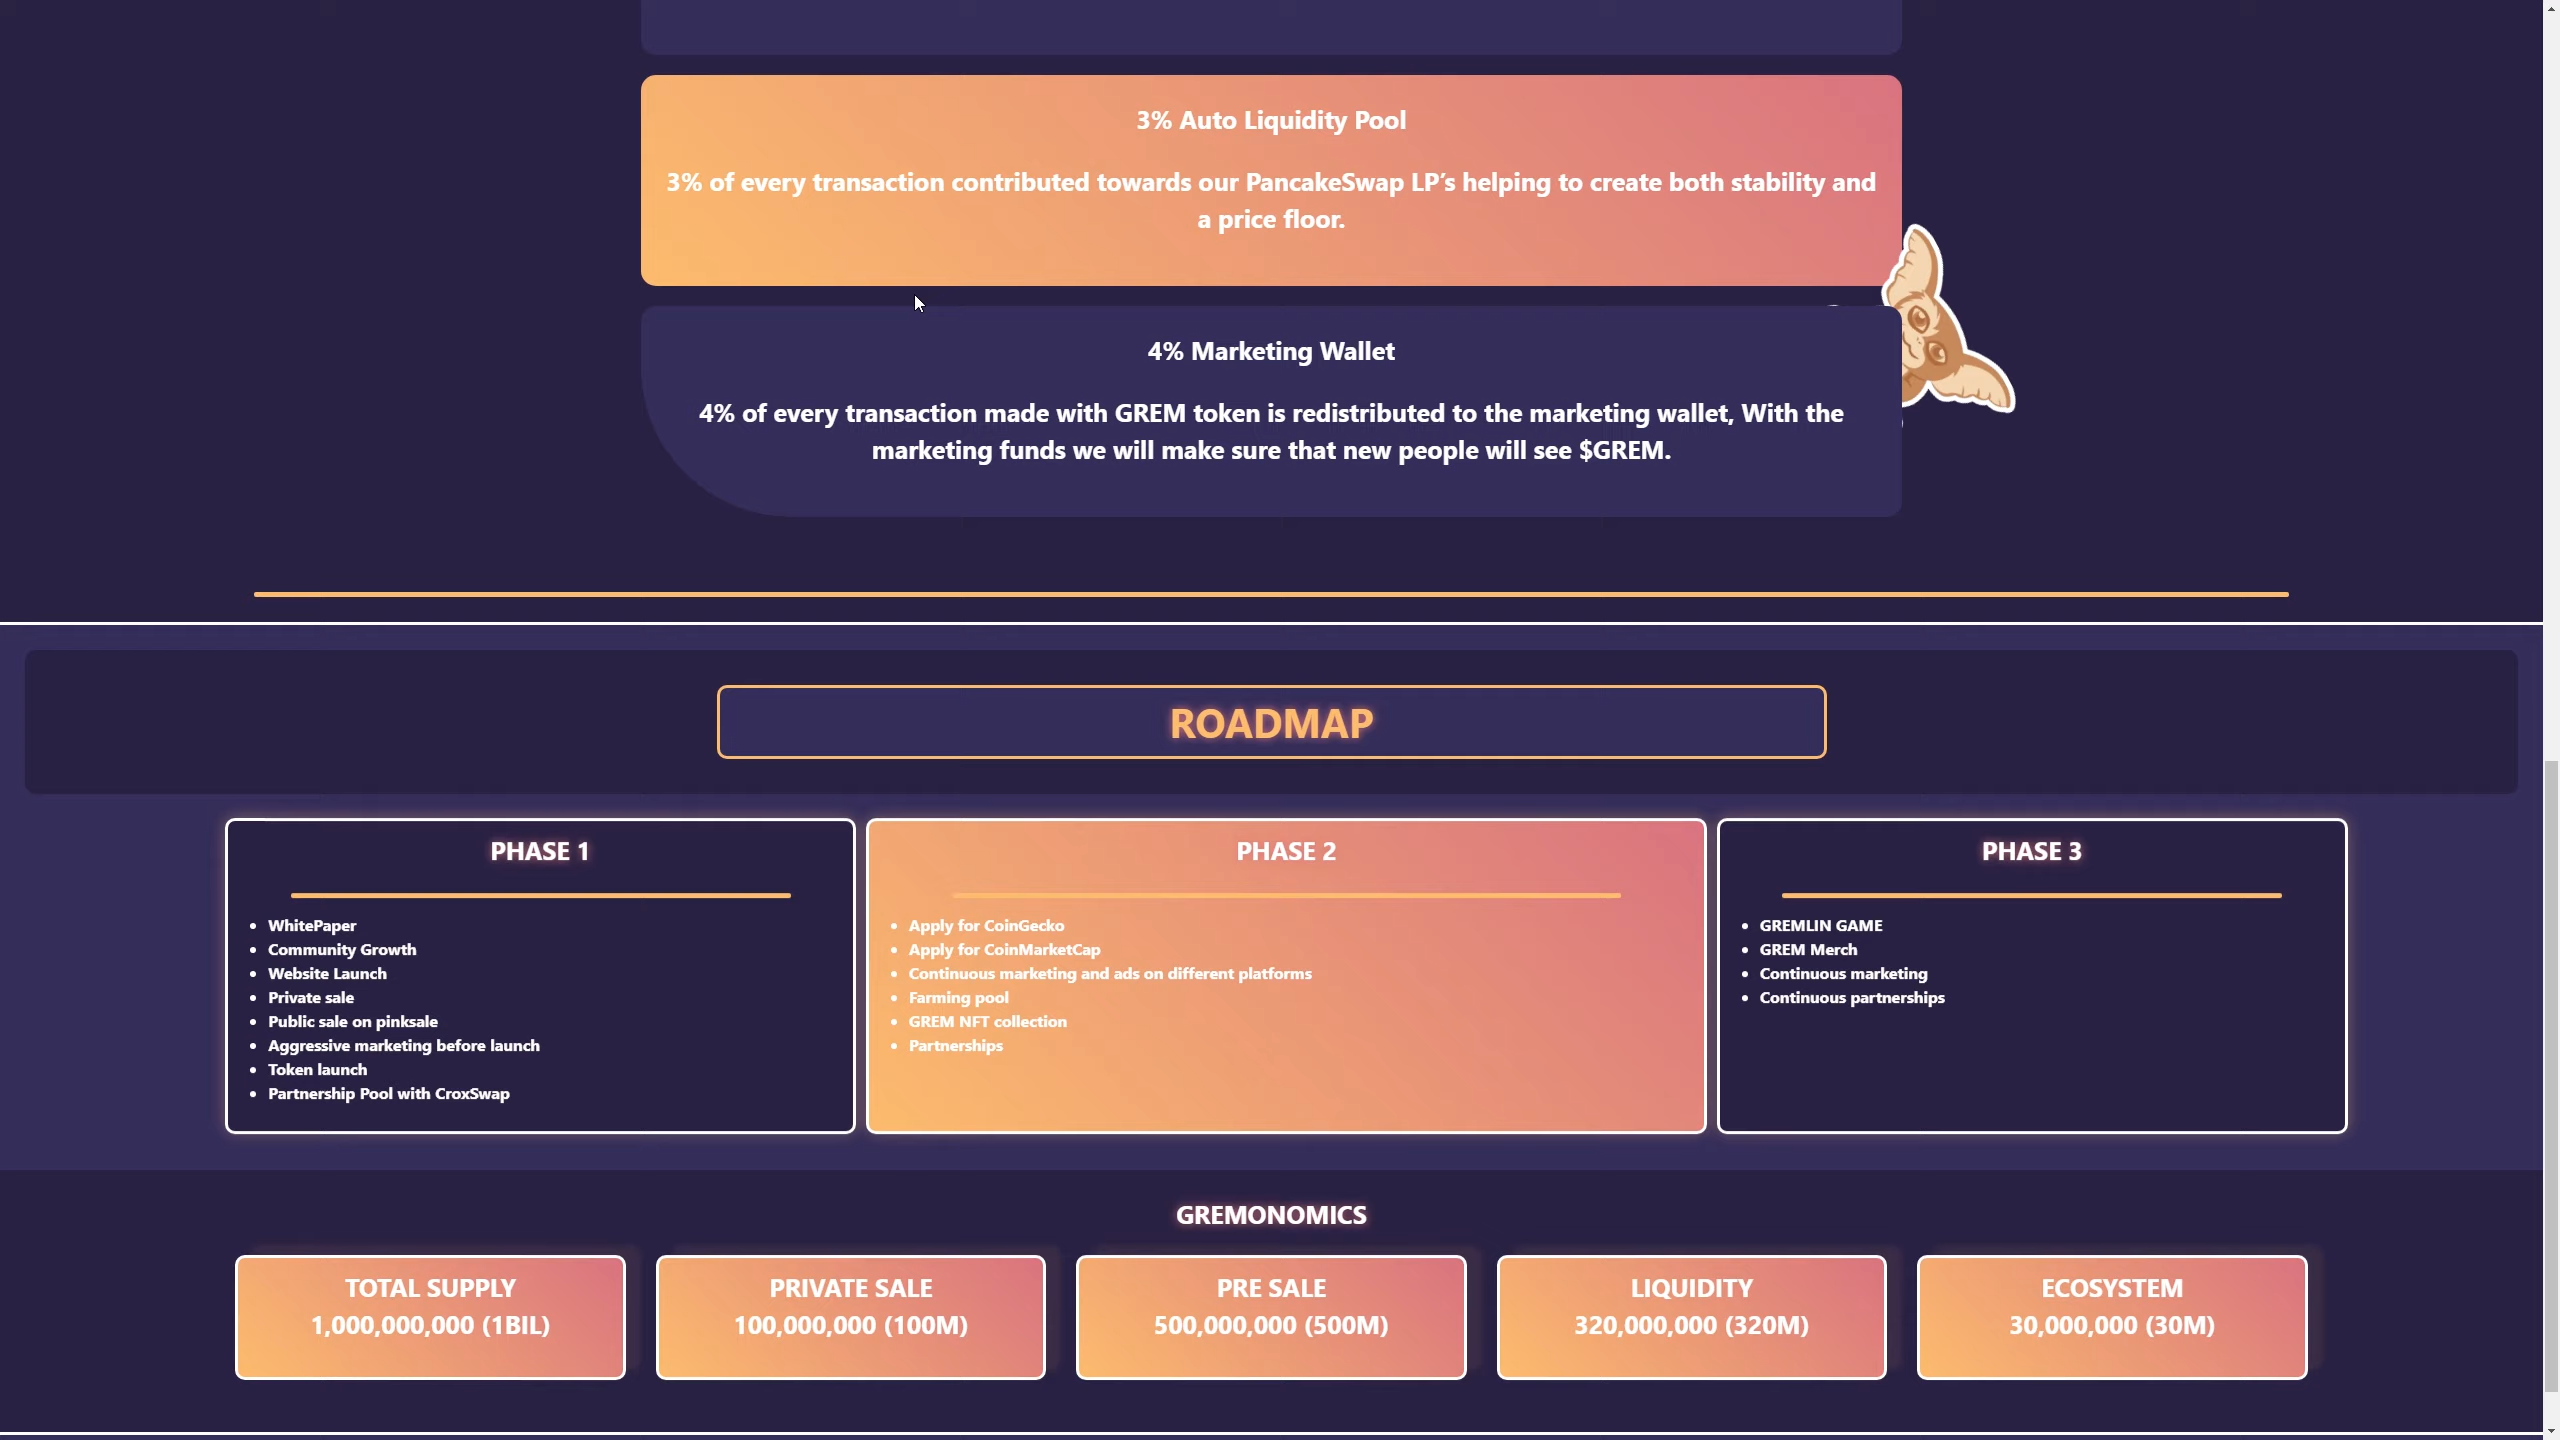 3% Auto Liquidity Pool
3% of every transaction contributed towards our PancakeSwap LP’s helping to create both stability and
a price floor.
4% Marketing Wallet
4% of every transaction made with GREM token is redistributed to the marketing wallet, With the
marketing funds we will make sure that new people will see $GREM.
ROADMAP
PHASE 1
WhitePaper
Community Growth
Website Launch
Private sale
Public sale on pinksale
Aggressive marketing before launch
Token launch
Partnership Pool with CroxSwap
PHASE 2
Apply for CoinGecko
Apply for CoinMarketCap
Continuous marketing and ads on different platforms
Farming pool
GREM NFT collection
Partnerships
PHASE 3
GREMLIN GAME
GREM Merch
Continuous marketing
Continuous partnerships
GREMONOMICS
TOTAL SUPPLY
1,000,000,000 (1BIL)
PRIVATE SALE
100,000,000 (100M)
PRE SALE
500,000,000 (500M)
LIQUIDITY
320,000,000 (320M)
ECOSYSTEM
30,000,000 (30M)